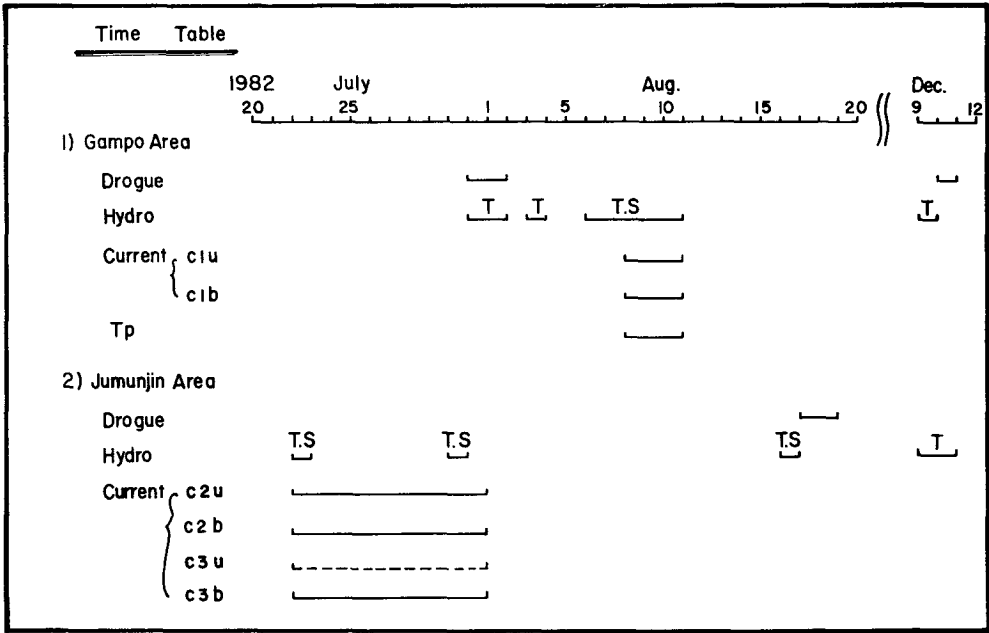 Time Table
1982 July Aug. Dec.
20 25 1 5 10 15 20 9 12
1) Gampo Area
Drogue
Hydro T T T.S T
Current c1u
c1b
Tp
2) Jumunjin Area
Drogue
Hydro T.S T.S T.S T
Current c2u
c2b
c3u
c3b